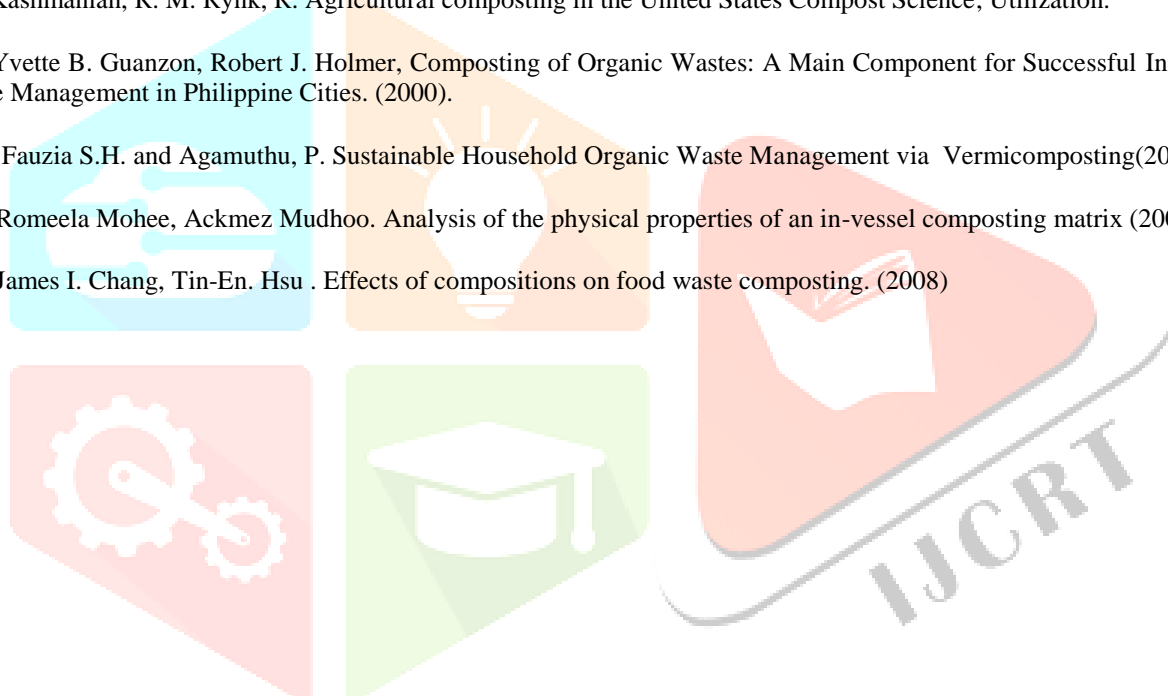 Kashmanian, R. M. Rynk, R. Agricultural composting in the United States Compost Science, Utilization.
Yvette B. Guanzon, Robert J. Holmer, Composting of Organic Wastes: A Main Component for Successful In
e Management in Philippine Cities. (2000).
Fauzia S.H. and Agamuthu, P. Sustainable Household Organic Waste Management via Vermicomposting(20
Romeela Mohee, Ackmez Mudhoo. Analysis of the physical properties of an in-vessel composting matrix (200
James I. Chang, Tin-En. Hsu . Effects of compositions on food waste composting. (2008)
IJCRT